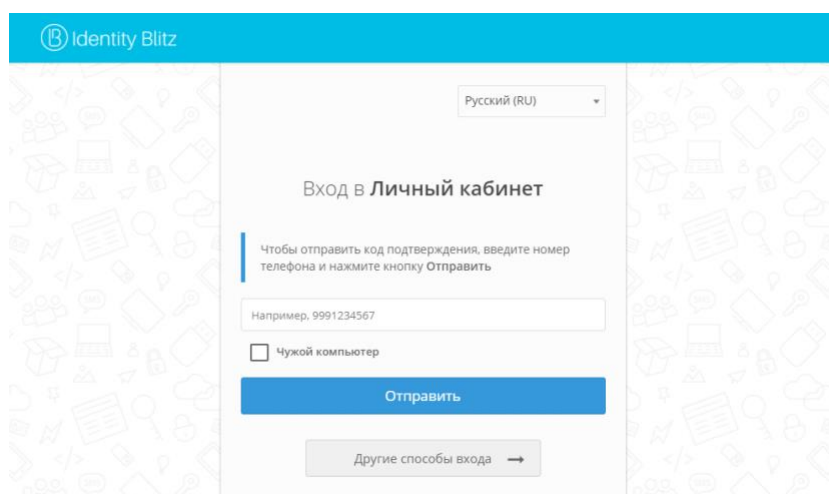 Identity Blitz
Русский (RU)
Вход в Личный кабинет
Чтобы отправить код подтверждения, введите номер
телефона и нажмите кнопку Отправить
Например, 9991234567
Чужой компьютер
Отправить
Другие способы входа